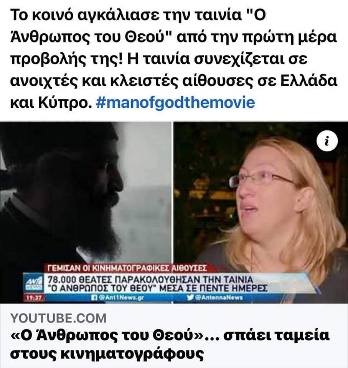 Το κοινό αγκάλιασε την ταινία "Ο
Άνθρωπος του Θεού" από την πρώτη μέρα
προβολής της! Η ταινία συνεχίζεται σε
ανοιχτές και κλειστές αίθουσες σε Ελλάδα
και Κύπρο. #manofgodthemovie
i
ΓΕΜΙΣΑΝ ΟΙ ΚΙΝΗΜΑΤΟΓΡΑΦΙΚΕΣ ΑΙΘΟΥΣΕΣ
78.000 ΘΕΑΤΕΣ ΠΑΡΑΚΟΛΟΥΘΗΣΑΝ ΤΗΝ ΤΑΙΝΙΑ
"Ο ΑΝΘΡΩΠΟΣ ΤΟΥ ΘΕΟΥ" ΜΕΣΑ ΣΕ ΠΕΝΤΕ ΗΜΕΡΕΣ
ΑΝΤ1
19:37 Ant1News.gr @AntennaNews
YOUTUBE.COM
«Ο Άνθρωπος του Θεού»... σπάει ταμεία
στους κινηματογράφους